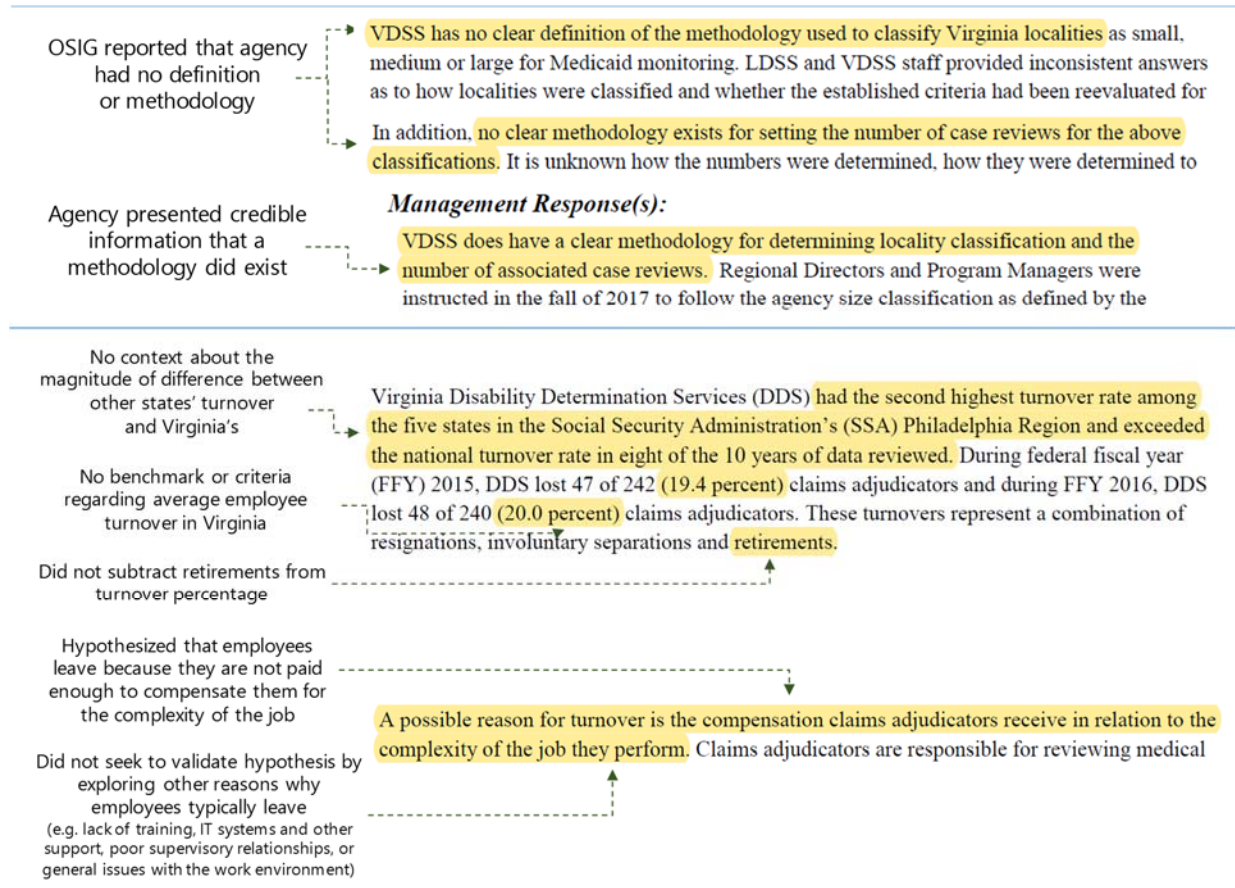 OSIG reported that agency
had no definition
or methodology
VDSS has no clear definition of the methodology used to classify Virginia localities as small,
medium or large for Medicaid monitoring. LDSS and VDSS staff provided inconsistent answers
as to how localities were classified and whether the established criteria had been reevaluated for
In addition, no clear methodology exists for setting the number of case reviews for the above
classifications. It is unknown how the numbers were determined, how they were determined to
Agency presented credible
information that a
methodology did exist
Management Response(s):
VDSS does have a clear methodology for determining locality classification and the
number of associated case reviews. Regional Directors and Program Managers were
instructed in the fall of 2017 to follow the agency size classification as defined by the
No context about the
magnitude of difference between
other states' turnover
and Virginia's
No benchmark or criteria
regarding average employee
turnover in Virginia
Did not subtract retirements from
turnover percentage
Virginia Disability Determination Services (DDS) had the second highest turnover rate among
the five states in the Social Security Administration's (SSA) Philadelphia Region and exceeded
the national turnover rate in eight of the 10 years of data reviewed. During federal fiscal year
(FFY) 2015, DDS lost 47 of 242 (19.4 percent) claims adjudicators and during FFY 2016, DDS
lost 48 of 240 (20.0 percent) claims adjudicators. These turnovers represent a combination of
resignations, involuntary separations and retirements.
Hypothesized that employees
leave because they are not paid
enough to compensate them for
the complexity of the job
Did not seek to validate hypothesis by
exploring other reasons why
employees typically leave
(e.g. lack of training, IT systems and other
support, poor supervisory relationships, or
general issues with the work environment)
A possible reason for turnover is the compensation claims adjudicators receive in relation to the
complexity of the job they perform. Claims adjudicators are responsible for reviewing medical